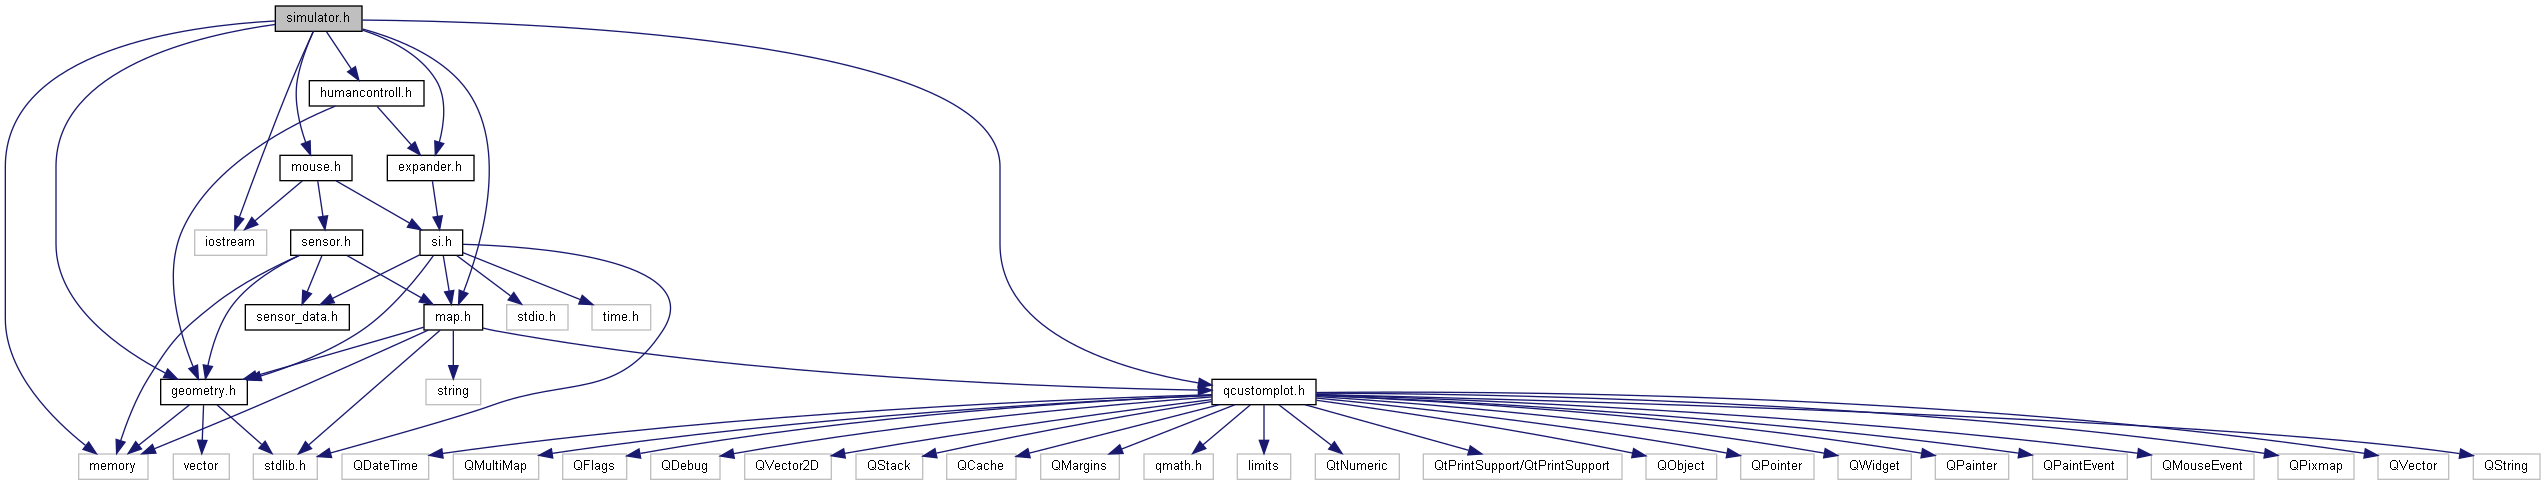 simulator.h
humancontroll.h
mouse.h
expander.h
iostream
sensor.h
si.h
sensor_data.h
map.h
stdio.h
time.h
geometry.h
string
qcustomplot.h
memory
vector
stdlib.h
QDateTime
QMultiMap
QFlags
QDebug
QVector2D
QStack
QCache
QMargins
qmath.h
limits
QtNumeric
QtPrintSupport/QtPrintSupport
QObject
QPointer
QWidget
QPainter
QPaintEvent
QMouseEvent
QPixmap
QVector
QString